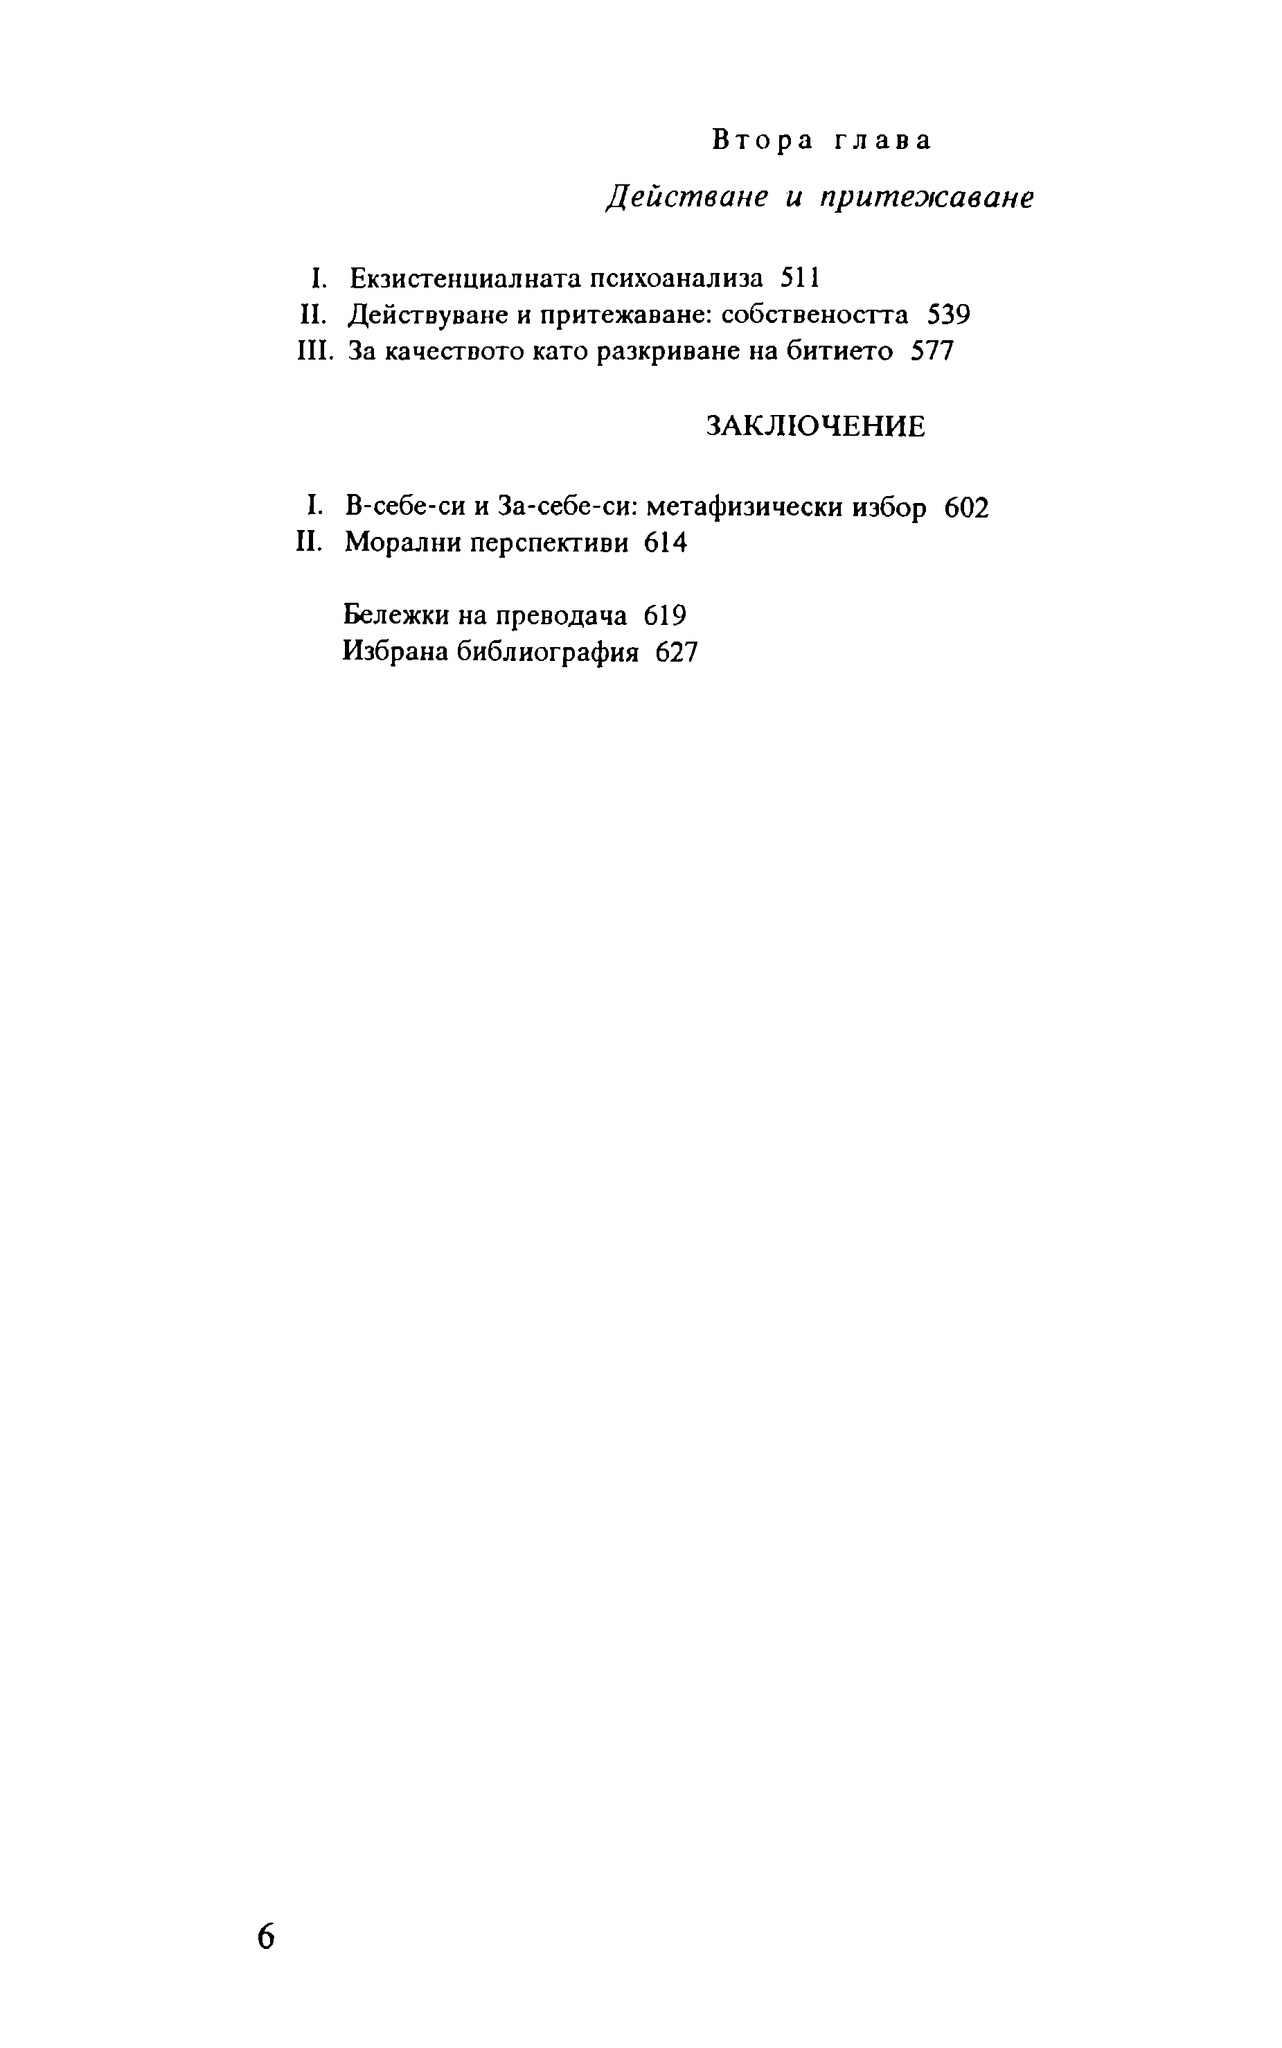 Втора глава
Действане и притежаване
I. Екзистенциалната психоанализа 511
II. Действуване и притежаване: собствеността 539
III. За качеството като разкриване на битието 577
ЗАКЛЮЧЕНИЕ
I. В-себе-си и За-себе-си: метафизически избор 602
II. Морални перспективи 614
Бележки на преводача 619
Избрана библиография 627
6